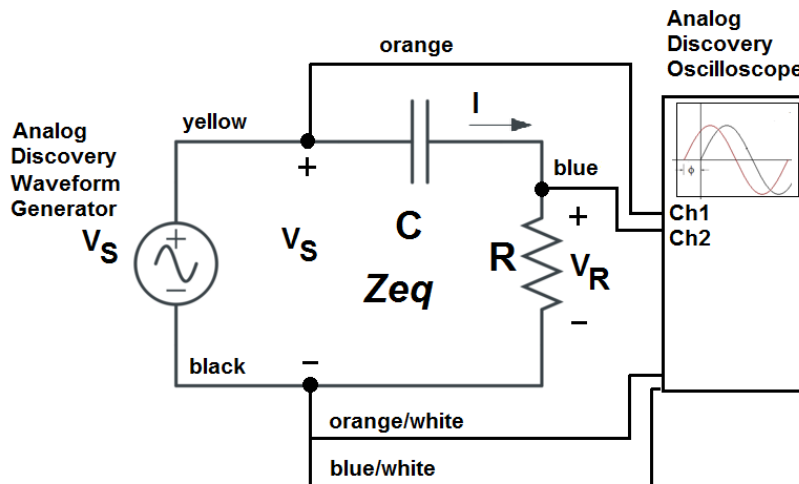 Analog
Discovery
Oscilloscope
orange
I
yellow
Analog
Discovery
Waveform
Generator
VS
+
VS
−
C
Zeq
blue
R
+
VR
−
Ch1
Ch2
ϕ
black
orange/white
blue/white